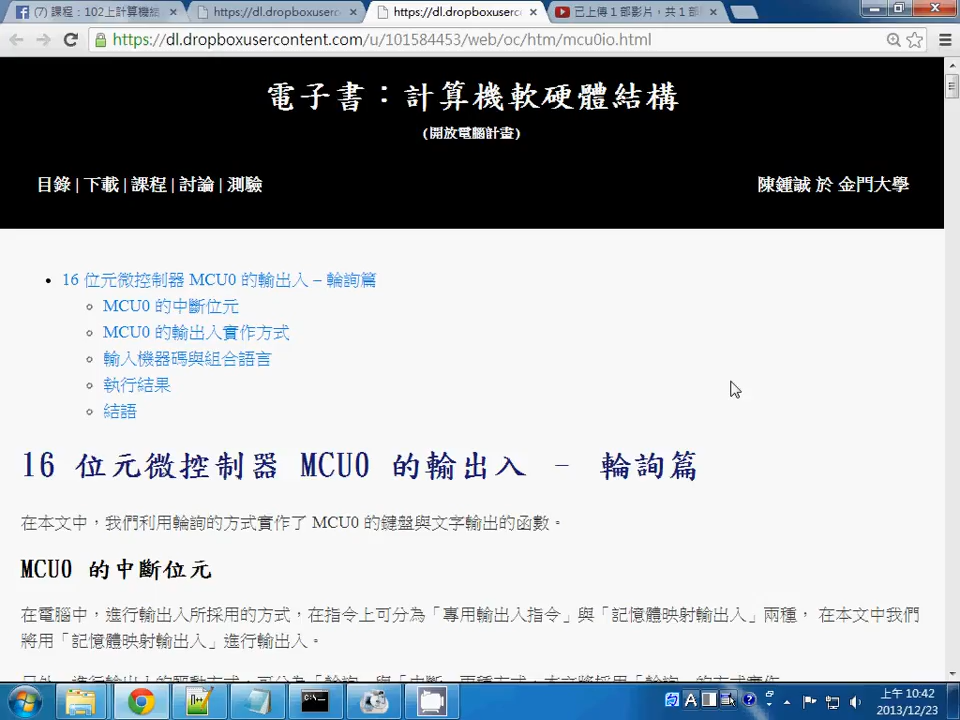 (7) 課程：102上計算機結
https://dl.dropboxuserc
https://dl.dropboxuserc
已上傳 1 部影片，共 1 部
https://dl.dropboxusercontent.com/u/101584453/web/oc/htm/mcu0io.html
電子書：計算機軟硬體結構
(開放電腦計畫)
目錄 | 下載 | 課程 | 討論 | 測驗
陳鍾誠 於 金門大學
16 位元微控制器 MCU0 的輸出入 – 輪詢篇
MCU0 的中斷位元
MCU0 的輸出入實作方式
輸入機器碼與組合語言
執行結果
結語
16 位元微控制器 MCU0 的輸出入 – 輪詢篇
在本文中，我們利用輪詢的方式實作了 MCU0 的鍵盤與文字輸出的函數。
MCU0 的中斷位元
在電腦中，進行輸出入所採用的方式，在指令上可分為「專用輸出入指令」與「記憶體映射輸出入」兩種， 在本文中我們
將用「記憶體映射輸出入」進行輸出入。
上午 10:42
2013/12/23